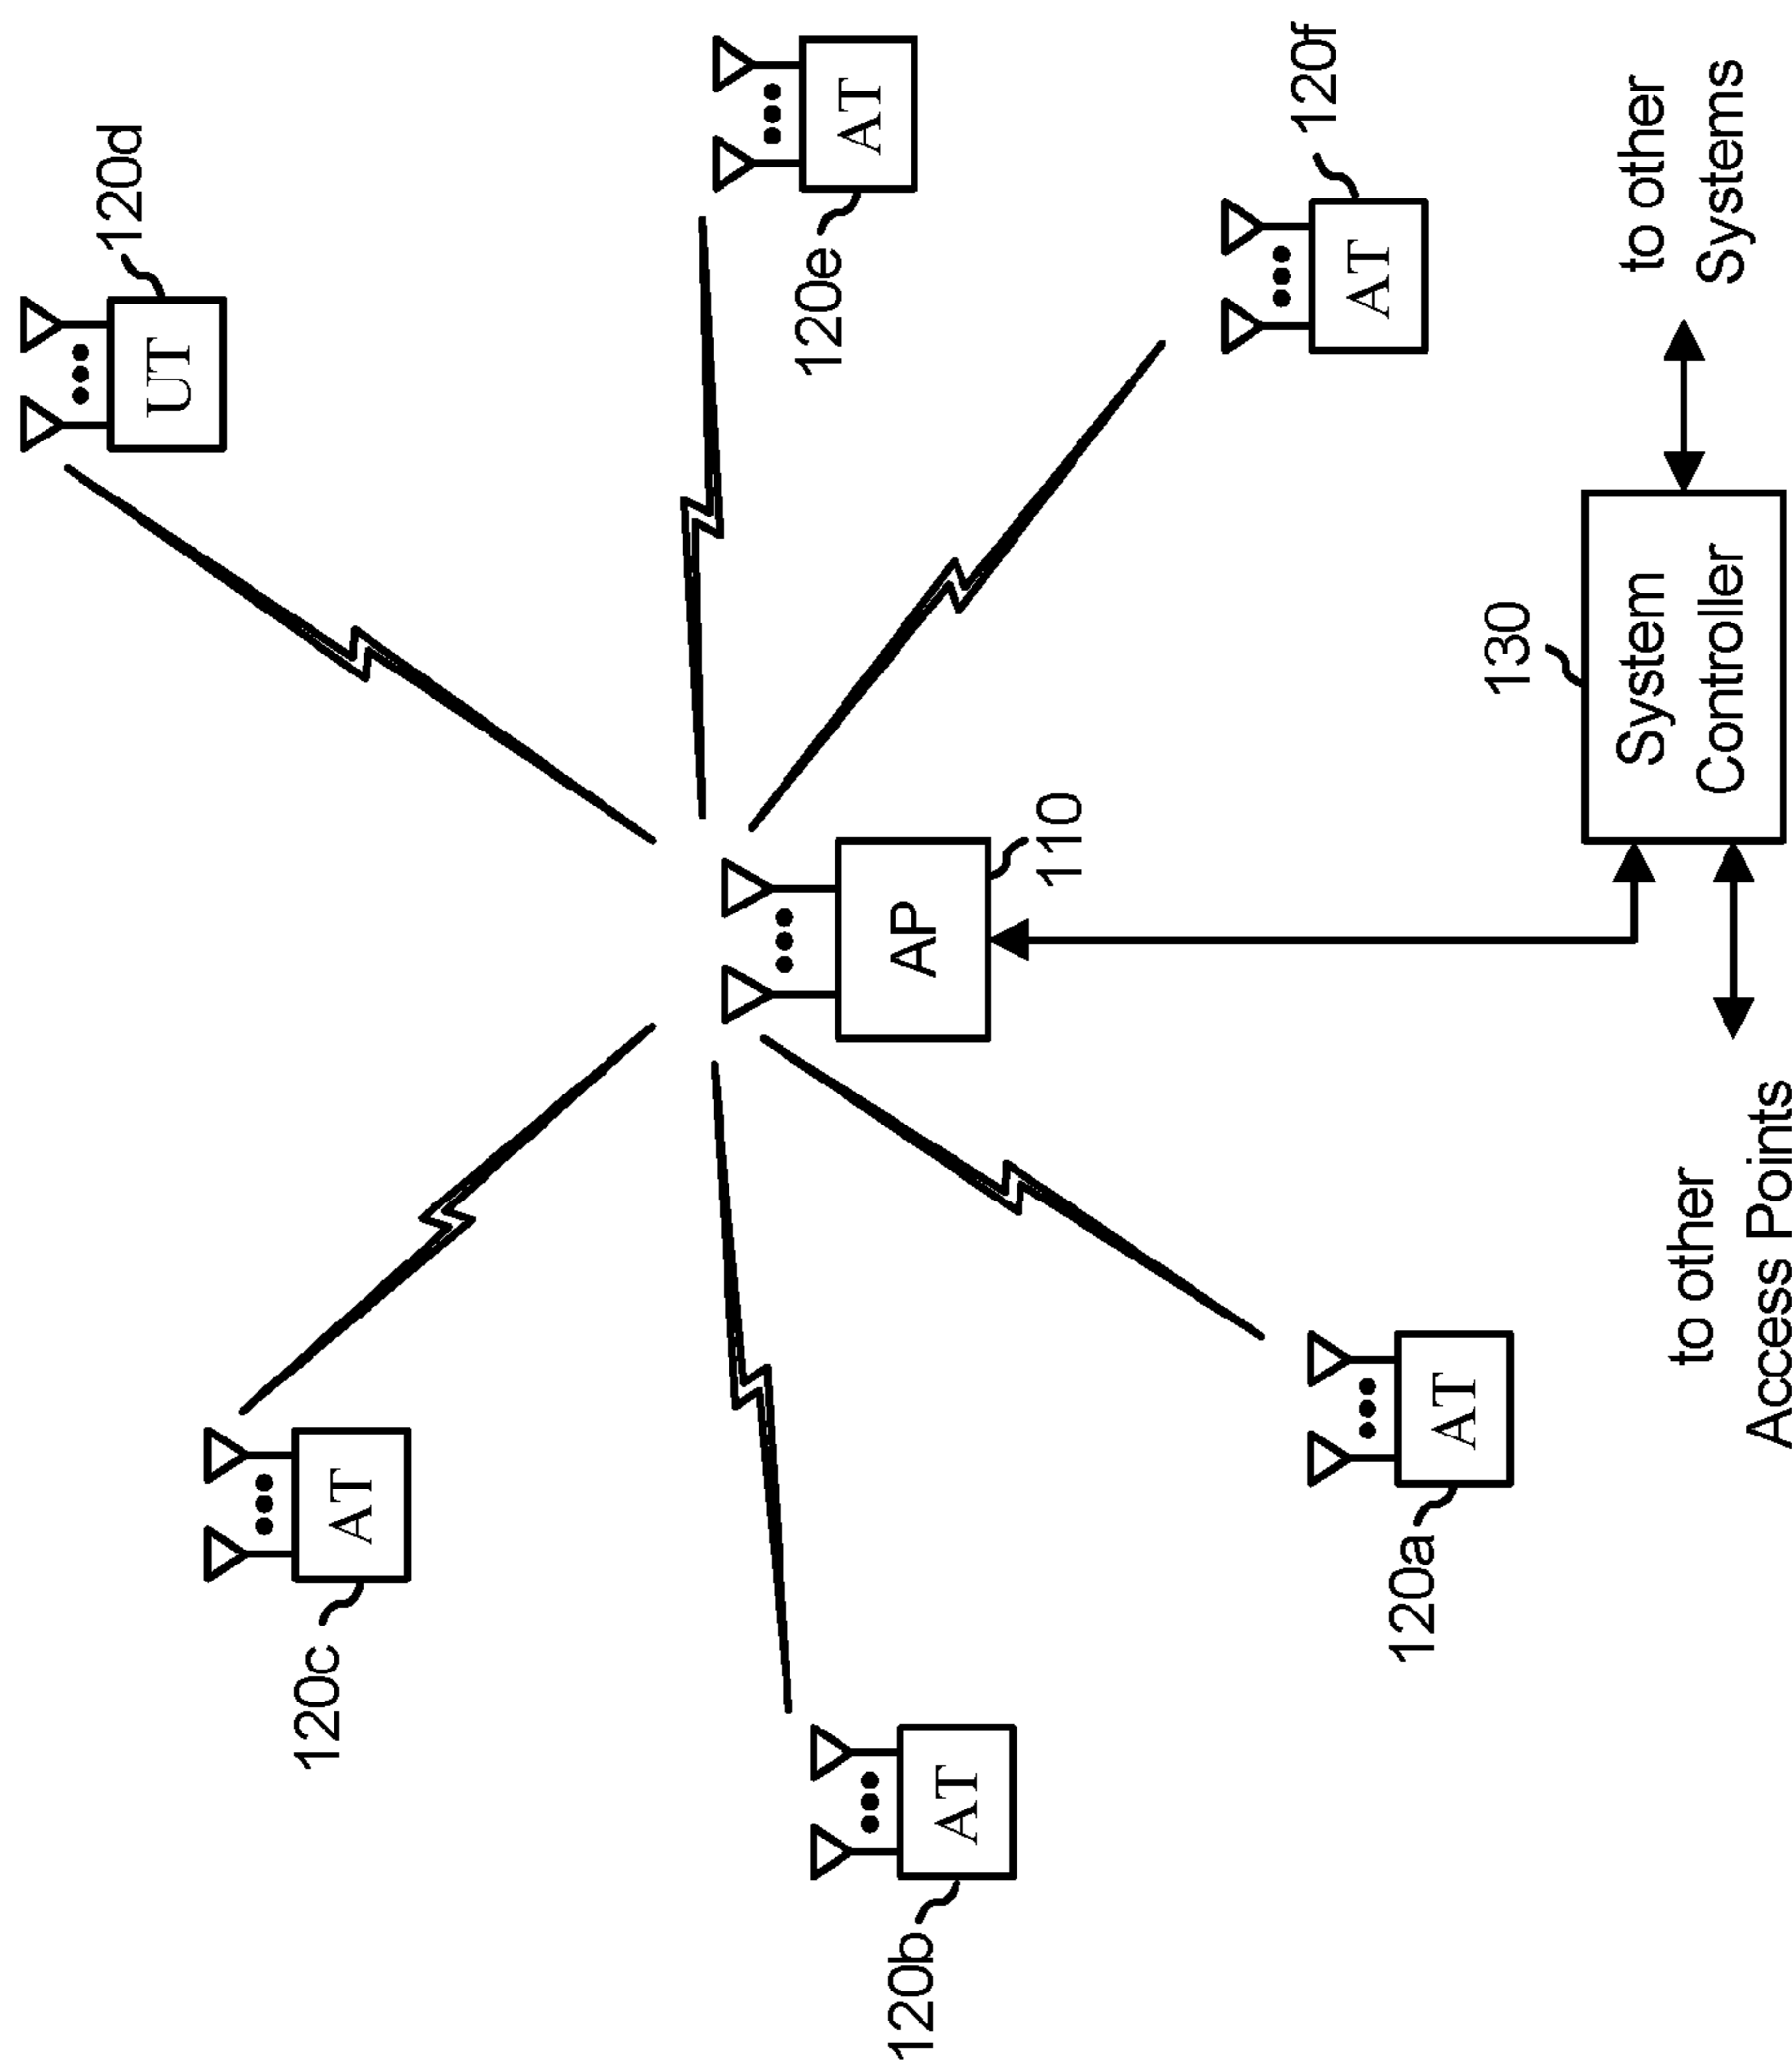 120d
UT
120c
AT
120e
AT
120b
AT
AP
110
120f
AT
120a
AT
130
System
Controller
to other
Systems
to other
Access Points